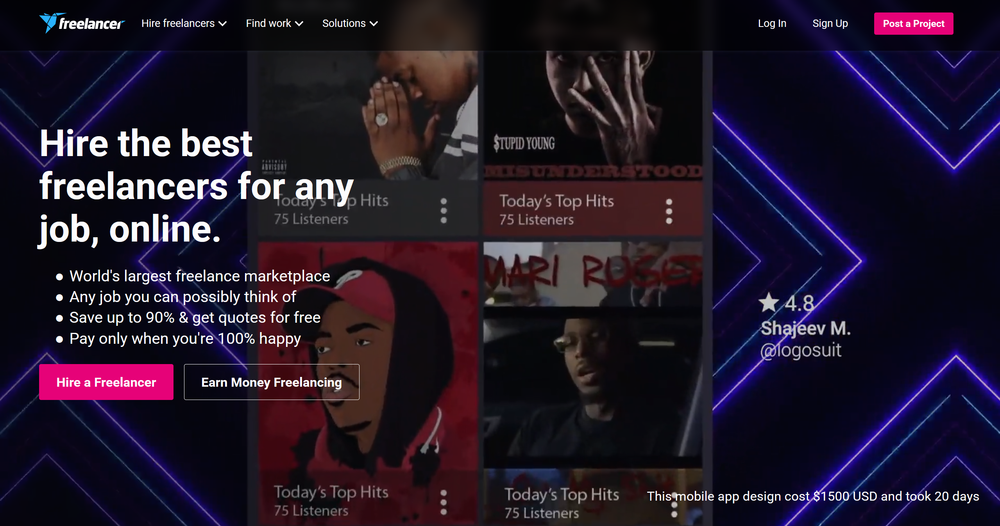 freelancer
Hire freelancers
Find work
Solutions
Log In
Sign Up
Post a Project
Hire the best
freelancers for any
job, online.
World's largest freelance marketplace
Any job you can possibly think of
Save up to 90% & get quotes for free
Pay only when you're 100% happy
Hire a Freelancer
Earn Money Freelancing
PARENTAL
ADVISORY
EXPLICIT CONTENT
Today's Top Hits
75 Listeners
$TUPID YOUNG
MISUNDERSTOOD
Today's Top Hits
75 Listeners
Today's Top Hits
75 Listeners
MARI RUGER
Today's Top Hits
75 Listeners
4.8
Shajeev M.
@logosuit
This mobile app design cost $1500 USD and took 20 days